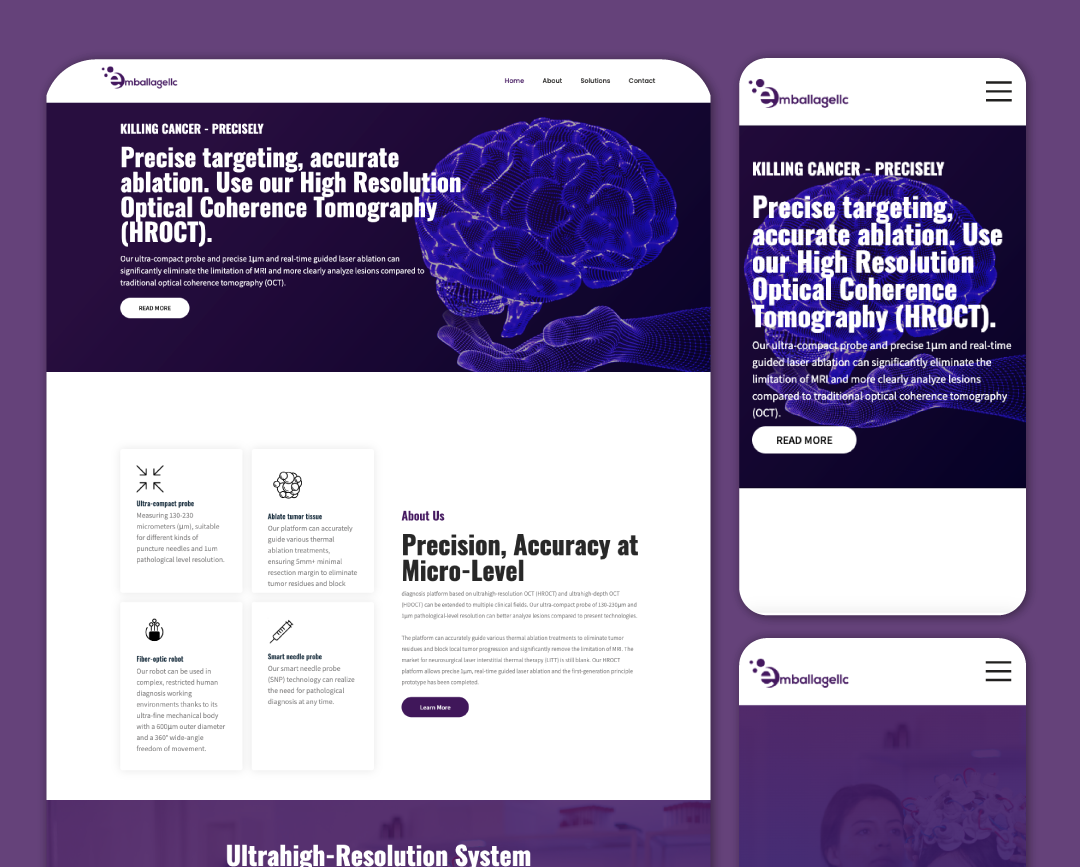 emballagellc
Home About Solutions Contact
KILLING CANCER - PRECISELY
Precise targeting, accurate
ablation. Use our High Resolution
Optical Coherence Tomography
(HROCT).
Our ultra-compact probe and precise 1μm and real-time guided laser ablation can
significantly eliminate the limitation of MRI and more clearly analyze lesions compared to
traditional optical coherence tomography (OCT).
READ MORE
Ultra-compact probe
Measuring 130-230
micrometers (μm), suitable
for different kinds of
puncture needles and 1um
pathological level resolution.
Ablate tumor tissue
Our platform can accurately
guide various thermal
ablation treatments,
ensuring 5mm+ minimal
resection margin to eliminate
tumor residues and block
Fiber-optic robot
Our robot can be used in
complex, restricted human
diagnosis working
environments thanks to its
ultra-fine mechanical body
with a 600μm outer diameter
and a 360° wide-angle
freedom of movement.
Smart needle probe
Our smart needle probe
(SNP) technology can realize
the need for pathological
diagnosis at any time.
About Us
Precision, Accuracy at
Micro-Level
diagnosis platform based on ultrahigh-resolution OCT (HROCT) and ultrahigh-depth OCT
(HDOCT) can be extended to multiple clinical fields. Our ultra-compact probe of 130-230μm and
1μm pathological-level resolution can better analyze lesions compared to present technologies.
The platform can accurately guide various thermal ablation treatments to eliminate tumor
residues and block local tumor progression and significantly remove the limitation of MRI. The
market for neurosurgical laser interstitial thermal therapy (LITT) is still blank. Our HROCT
platform allows precise 1μm, real-time guided laser ablation and the first-generation principle
prototype has been completed.
Learn More
Ultrahigh-Resolution System
emballagellc
KILLING CANCER - PRECISELY
Precise targeting,
accurate ablation. Use
our High Resolution
Optical Coherence
Tomography (HROCT).
Our ultra-compact probe and precise 1μm and real-time
guided laser ablation can significantly eliminate the
limitation of MRI and more clearly analyze lesions
compared to traditional optical coherence tomography
(OCT).
READ MORE
emballagellc